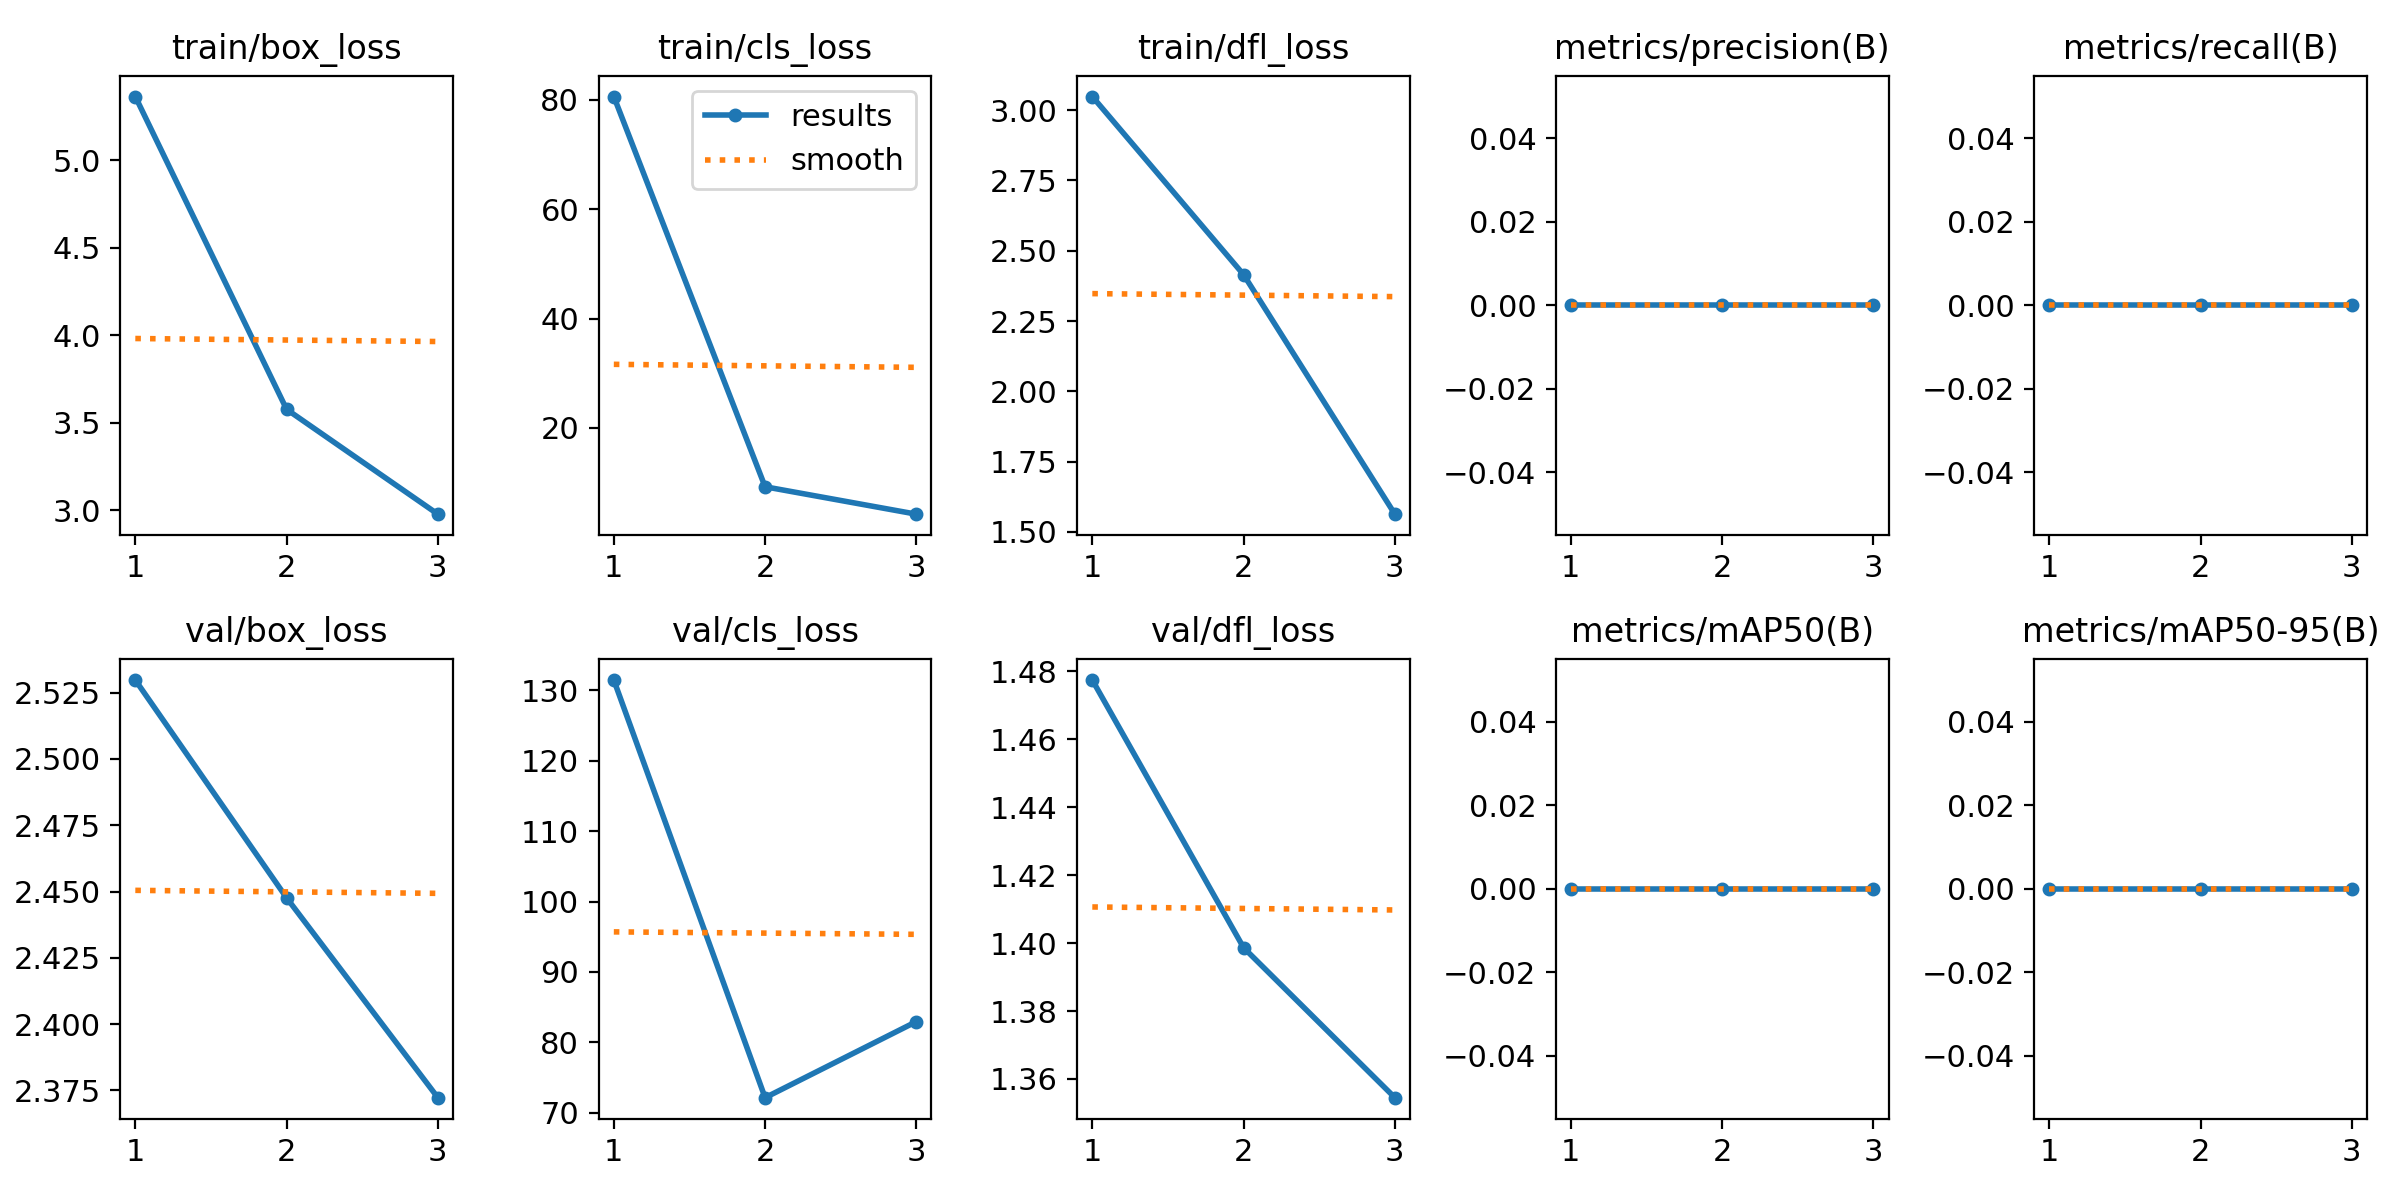 train/box_loss
train/cls_loss
train/dfl_loss
metrics/precision(B)
metrics/recall(B)
5.0
4.5
4.0
3.5
3.0
1 2 3
80
60
40
20
results
smooth
1 2 3
3.00
2.75
2.50
2.25
2.00
1.75
1.50
1 2 3
0.04
0.02
0.00
−0.02
−0.04
1 2 3
0.04
0.02
0.00
−0.02
−0.04
1 2 3
val/box_loss
val/cls_loss
val/dfl_loss
metrics/mAP50(B)
metrics/mAP50-95(B)
2.525
2.500
2.475
2.450
2.425
2.400
2.375
1 2 3
130
120
110
100
90
80
70
1 2 3
1.48
1.46
1.44
1.42
1.40
1.38
1.36
1 2 3
0.04
0.02
0.00
−0.02
−0.04
1 2 3
0.04
0.02
0.00
−0.02
−0.04
1 2 3